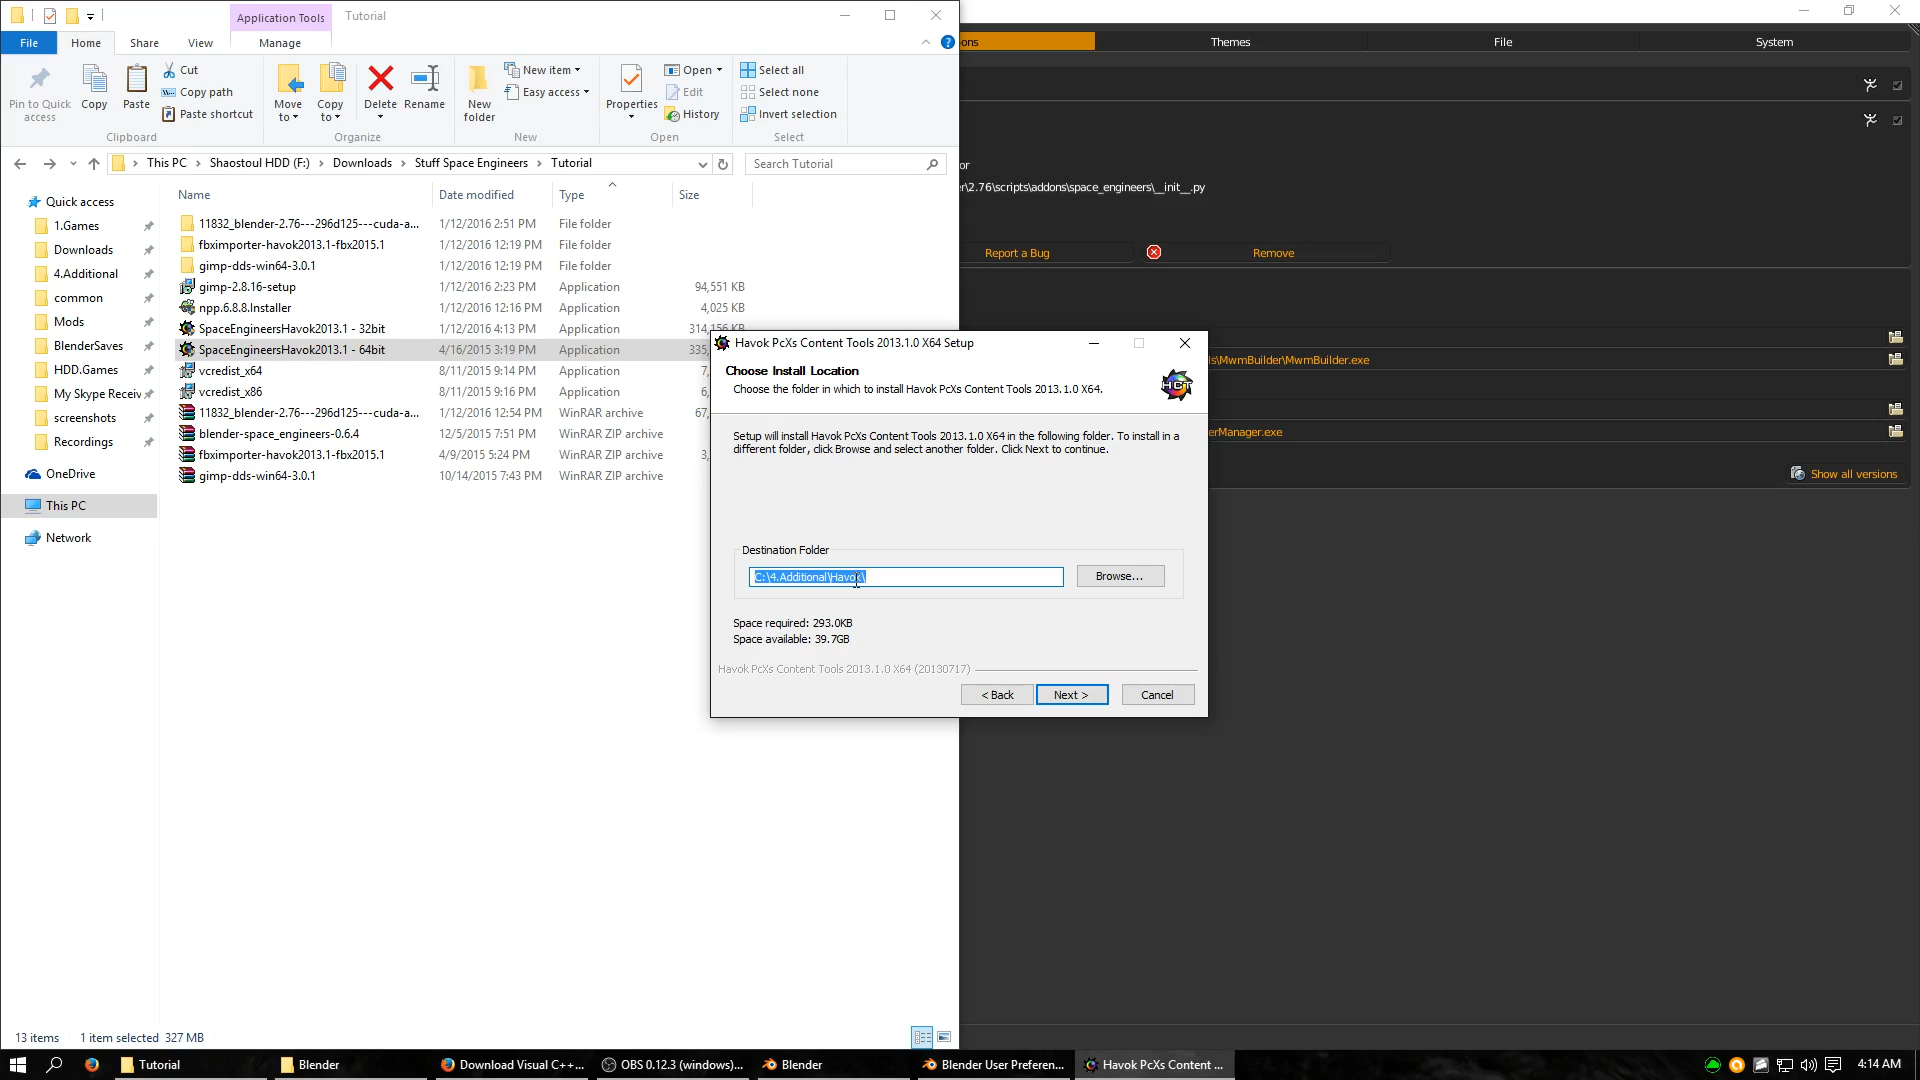 Application Tools
Tutorial
File
Home
Share
View
Manage
Pin to Quick
access
Copy
Paste
Cut
Copy path
Paste shortcut
Move
to
Copy
to
Delete
Rename
New
folder
New item
Easy access
Properties
Open
Edit
History
Select all
Select none
Invert selection
Clipboard
Organize
New
Open
Select
This PC
Shaostoul HDD (F:)
Downloads
Stuff Space Engineers
Tutorial
Search Tutorial
Name
Date modified
Type
Size
Quick access
1.Games
Downloads
4.Additional
common
Mods
BlenderSaves
HDD.Games
My Skype Receiv
screenshots
Recordings
OneDrive
This PC
Network
11832_blender-2.76---296d125---cuda-a... 1/12/2016 2:51 PM File folder
fbximporter-havok2013.1-fbx2015.1 1/12/2016 12:19 PM File folder
gimp-dds-win64-3.0.1 1/12/2016 12:19 PM File folder
gimp-2.8.16-setup 1/12/2016 2:23 PM Application 94,551 KB
npp.6.8.8.Installer 1/12/2016 12:16 PM Application 4,025 KB
SpaceEngineersHavok2013.1 - 32bit 1/12/2016 4:13 PM Application 314,156 KB
SpaceEngineersHavok2013.1 - 64bit 4/16/2015 3:19 PM Application 335,
vcredist_x64 8/11/2015 9:14 PM Application 7,
vcredist_x86 8/11/2015 9:16 PM Application 6,
11832_blender-2.76---296d125---cuda-a... 1/12/2016 12:54 PM WinRAR archive 67,
blender-space_engineers-0.6.4 12/5/2015 7:51 PM WinRAR ZIP archive
fbximporter-havok2013.1-fbx2015.1 4/9/2015 5:24 PM WinRAR ZIP archive 3,
gimp-dds-win64-3.0.1 10/14/2015 7:43 PM WinRAR ZIP archive
13 items 1 item selected 327 MB
ons
Themes
File
System
or
r\2.76\scripts\addons\space_engineers\__init__.py
Report a Bug
Remove
ls\MwmBuilder\MwmBuilder.exe
erManager.exe
Show all versions
Havok PcXs Content Tools 2013.1.0 X64 Setup
Choose Install Location
Choose the folder in which to install Havok PcXs Content Tools 2013.1.0 X64.
HCT
Setup will install Havok PcXs Content Tools 2013.1.0 X64 in the following folder. To install in a
different folder, click Browse and select another folder. Click Next to continue.
Destination Folder
C:\4.Additional\Havok\
Browse...
Space required: 293.0KB
Space available: 39.7GB
Havok PcXs Content Tools 2013.1.0 X64 (20130717)
< Back
Next >
Cancel
Tutorial
Blender
Download Visual C++...
OBS 0.12.3 (windows)...
Blender
Blender User Preferen...
Havok PcXs Content ...
4:14 AM